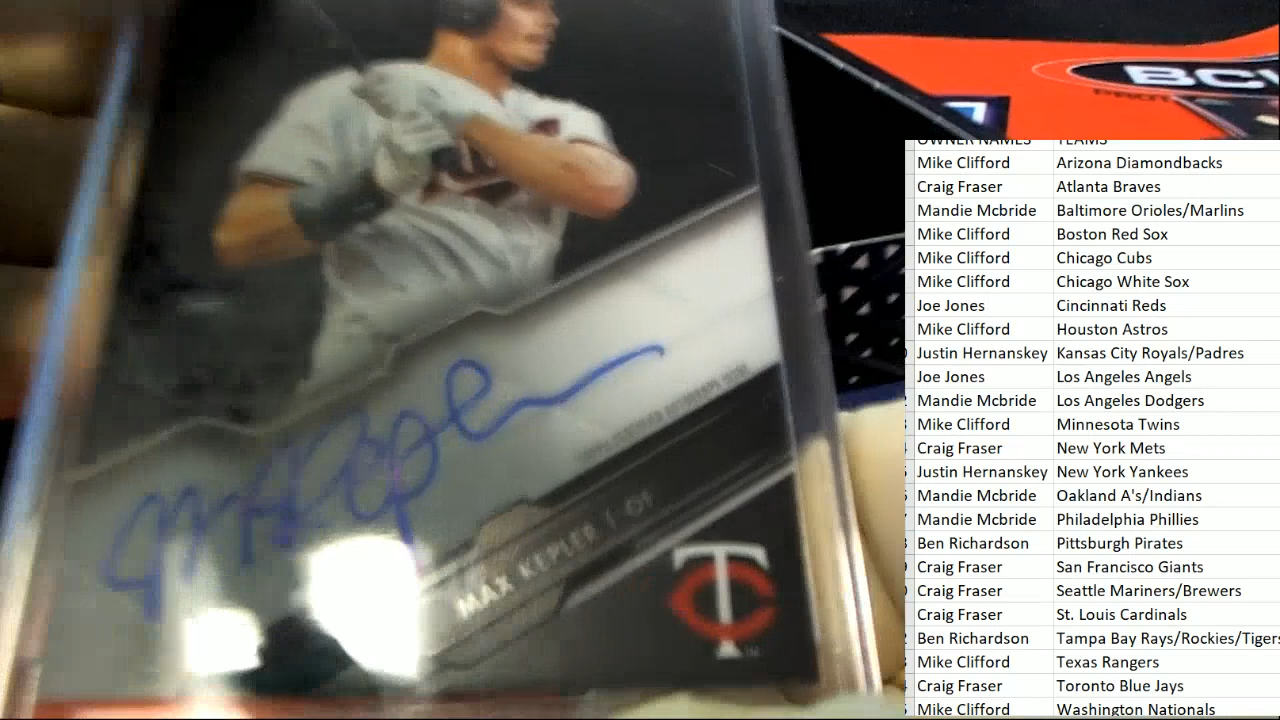 BC
MAX KEPLER | OF
TC
OWNER NAMES TEAMS
Mike Clifford Arizona Diamondbacks
Craig Fraser Atlanta Braves
Mandie Mcbride Baltimore Orioles/Marlins
Mike Clifford Boston Red Sox
Mike Clifford Chicago Cubs
Mike Clifford Chicago White Sox
Joe Jones Cincinnati Reds
Mike Clifford Houston Astros
Justin Hernanskey Kansas City Royals/Padres
Joe Jones Los Angeles Angels
Mandie Mcbride Los Angeles Dodgers
Mike Clifford Minnesota Twins
Craig Fraser New York Mets
Justin Hernanskey New York Yankees
Mandie Mcbride Oakland A's/Indians
Mandie Mcbride Philadelphia Phillies
Ben Richardson Pittsburgh Pirates
Craig Fraser San Francisco Giants
Craig Fraser Seattle Mariners/Brewers
Craig Fraser St. Louis Cardinals
Ben Richardson Tampa Bay Rays/Rockies/Tigers
Mike Clifford Texas Rangers
Craig Fraser Toronto Blue Jays
Mike Clifford Washington Nationals